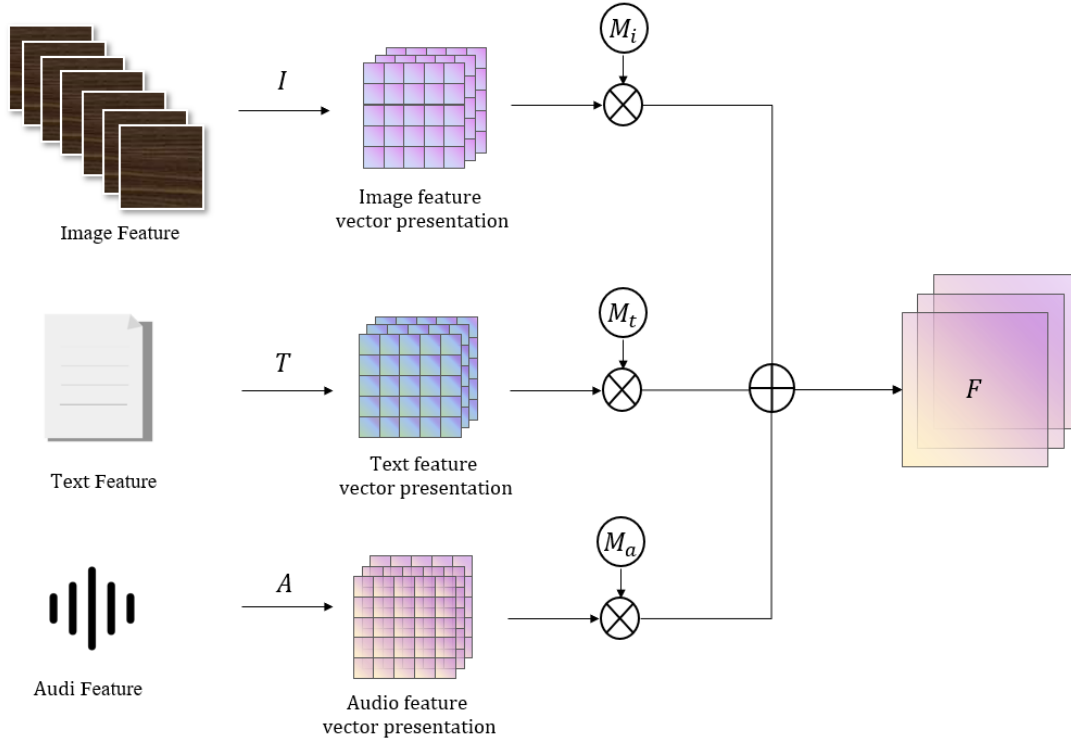 M_i
I
Image feature
vector presentation
Image Feature
M_t
T
F
Text feature
vector presentation
Text Feature
M_a
A
Audi Feature
Audio feature
vector presentation